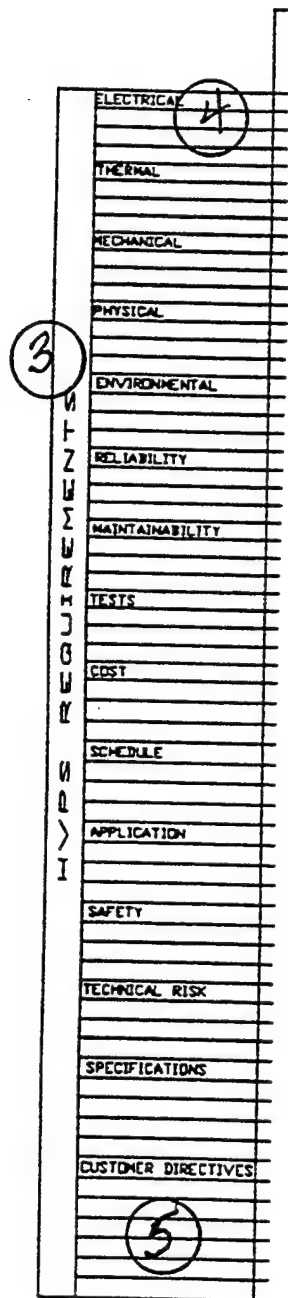 ELECTRICAL
4
THERMAL
MECHANICAL
PHYSICAL
3
ENVIRONMENTAL
RELIABILITY
MAINTAINABILITY
TESTS
COST
SCHEDULE
APPLICATION
SAFETY
TECHNICAL RISK
SPECIFICATIONS
CUSTOMER DIRECTIVES
5
HVPS REQUIREMENTS